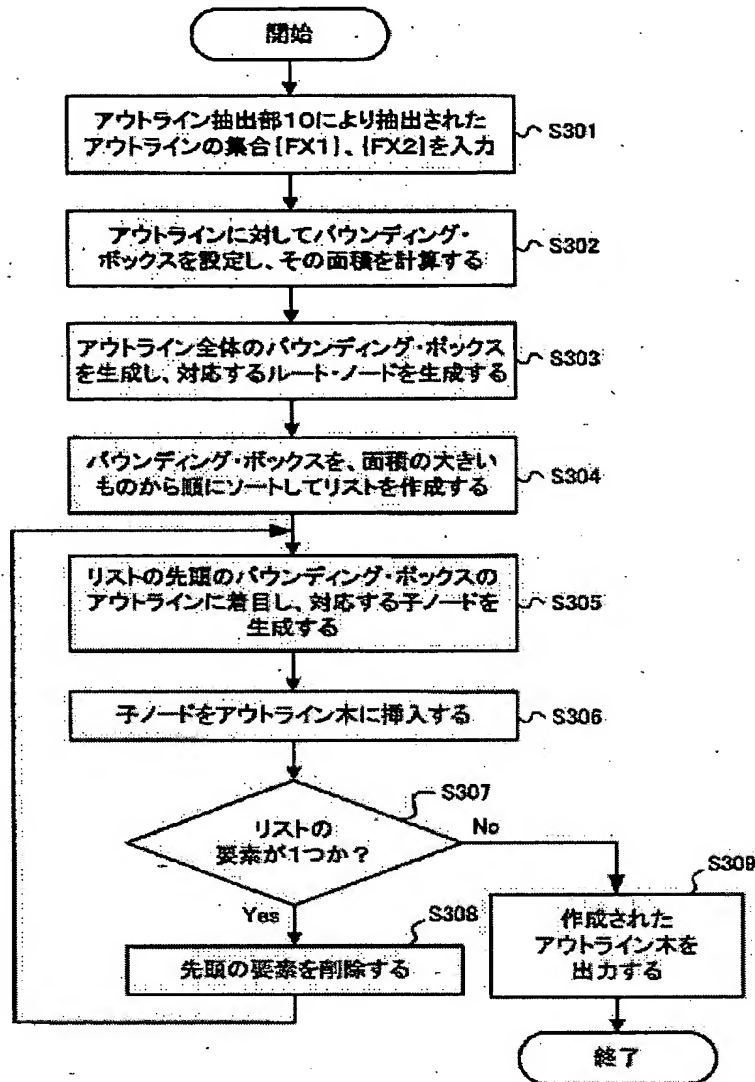 開始
アウトライン抽出部10により抽出された
アウトラインの集合{FX1}、{FX2}を入力
S301
アウトラインに対してバウンディング・
ボックスを設定し、その面積を計算する
S302
アウトライン全体のバウンディング・ボックス
を生成し、対応するルート・ノードを生成する
S303
バウンディング・ボックスを、面積の大きい
ものから順にソートしてリストを作成する
S304
リストの先頭のバウンディング・ボックスの
アウトラインに着目し、対応する子ノードを
生成する
S305
子ノードをアウトライン木に挿入する
S306
S307
リストの
要素が1つか?
No
Yes
S308
先頭の要素を削除する
S309
作成された
アウトライン木を
出力する
終了